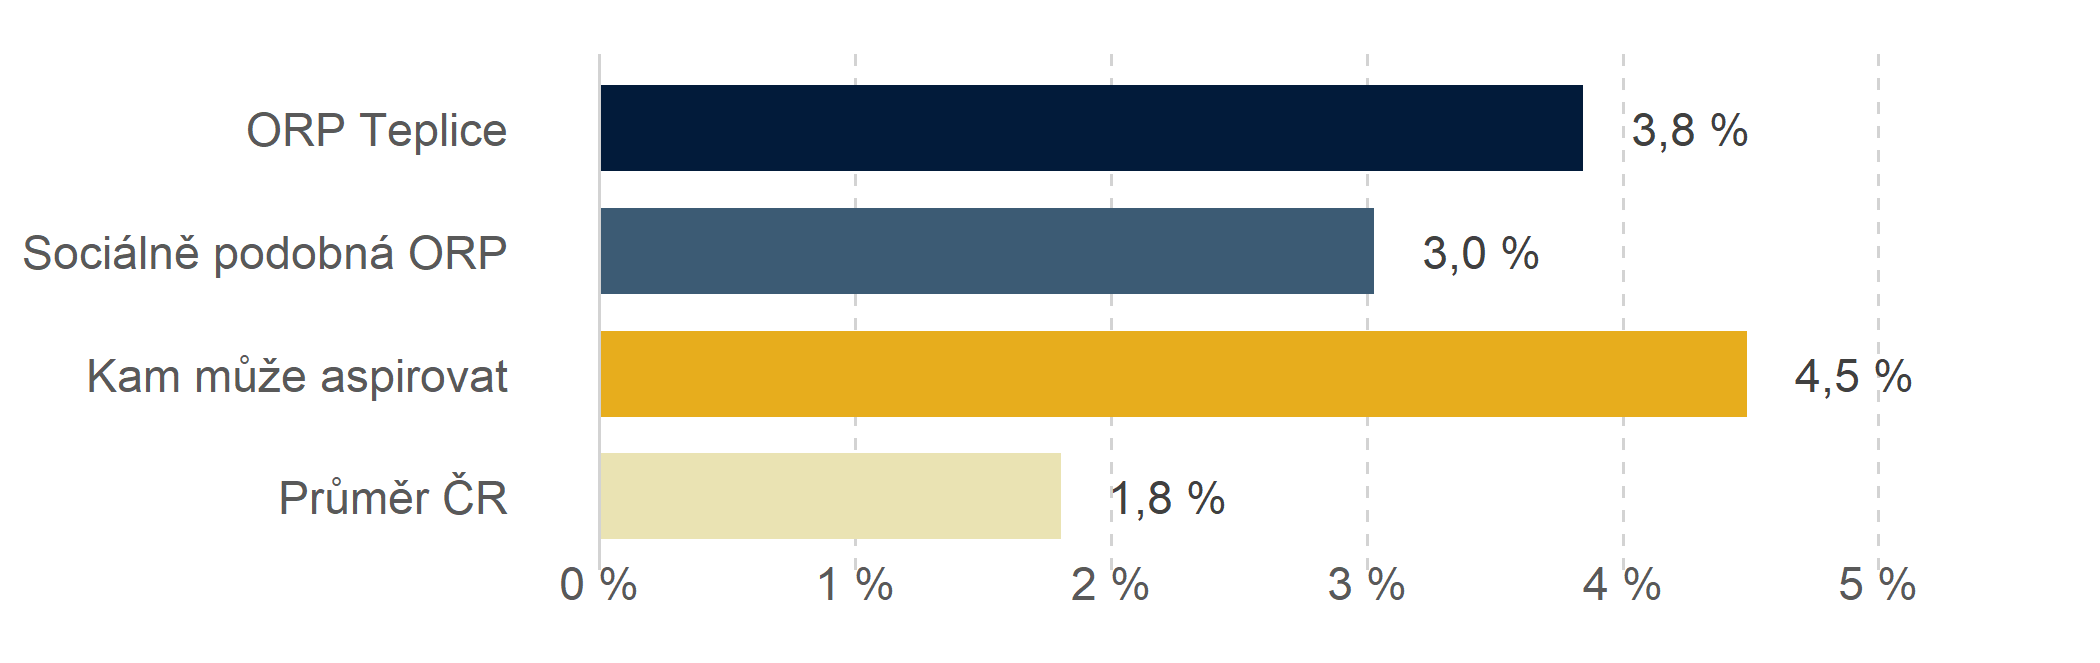 ORP Teplice 3,8 %
Sociálně podobná ORP 3,0 %
Kam může aspirovat 4,5 %
Průměr ČR 1,8 %
0 % 1 % 2 % 3 % 4 % 5 %